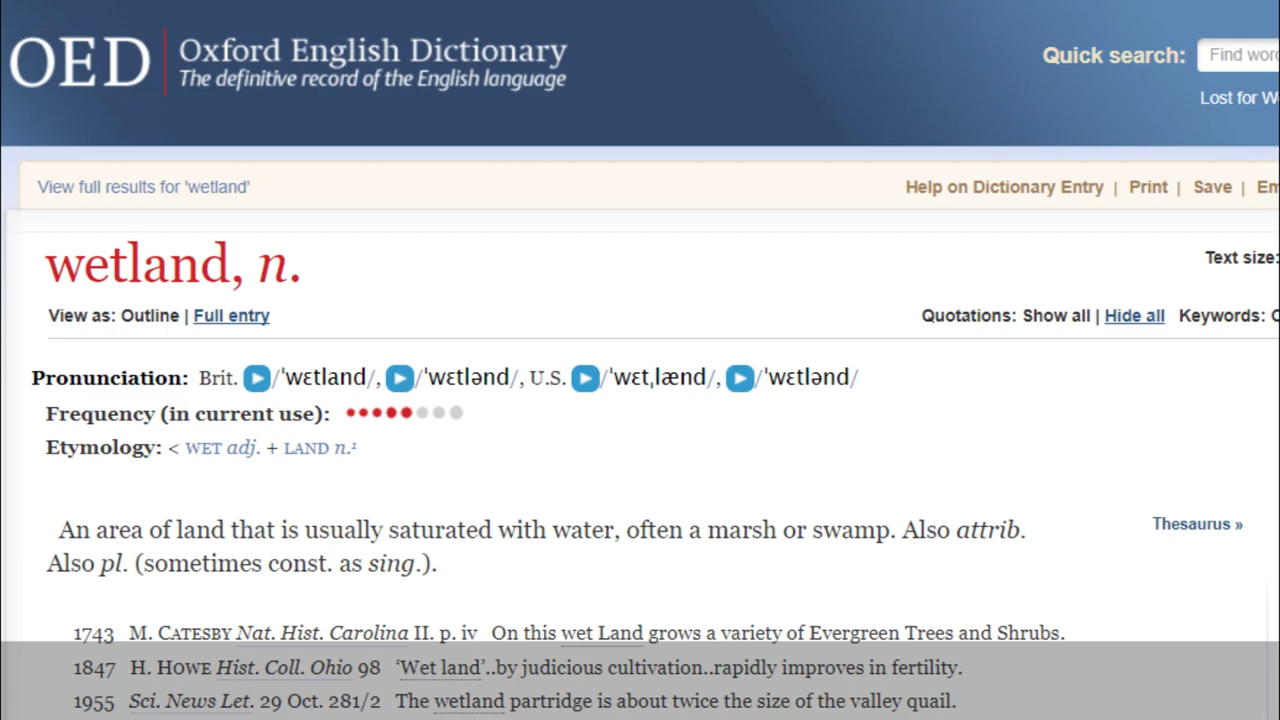 OED Oxford English Dictionary
The definitive record of the English language
Quick search: Find
Lost for
View full results for 'wetland'
Help on Dictionary Entry | Print | Save |
wetland, n.
Text size:
View as: Outline | Full entry
Quotations: Show all | Hide all Keywords:
Pronunciation: Brit. /ˈwɛtland/, /ˈwɛtlənd/, U.S. /ˈwɛtˌlænd/, /ˈwɛtlənd/
Frequency (in current use):
Etymology: < WET adj. + LAND n.¹
An area of land that is usually saturated with water, often a marsh or swamp. Also attrib.
Thesaurus »
Also pl. (sometimes const. as sing.).
1743 M. CATESBY Nat. Hist. Carolina II. p. iv On this wet Land grows a variety of Evergreen Trees and Shrubs.
1847 H. HOWE Hist. Coll. Ohio 98 ‘Wet land’..by judicious cultivation..rapidly improves in fertility.
1955 Sci. News Let. 29 Oct. 281/2 The wetland partridge is about twice the size of the valley quail.